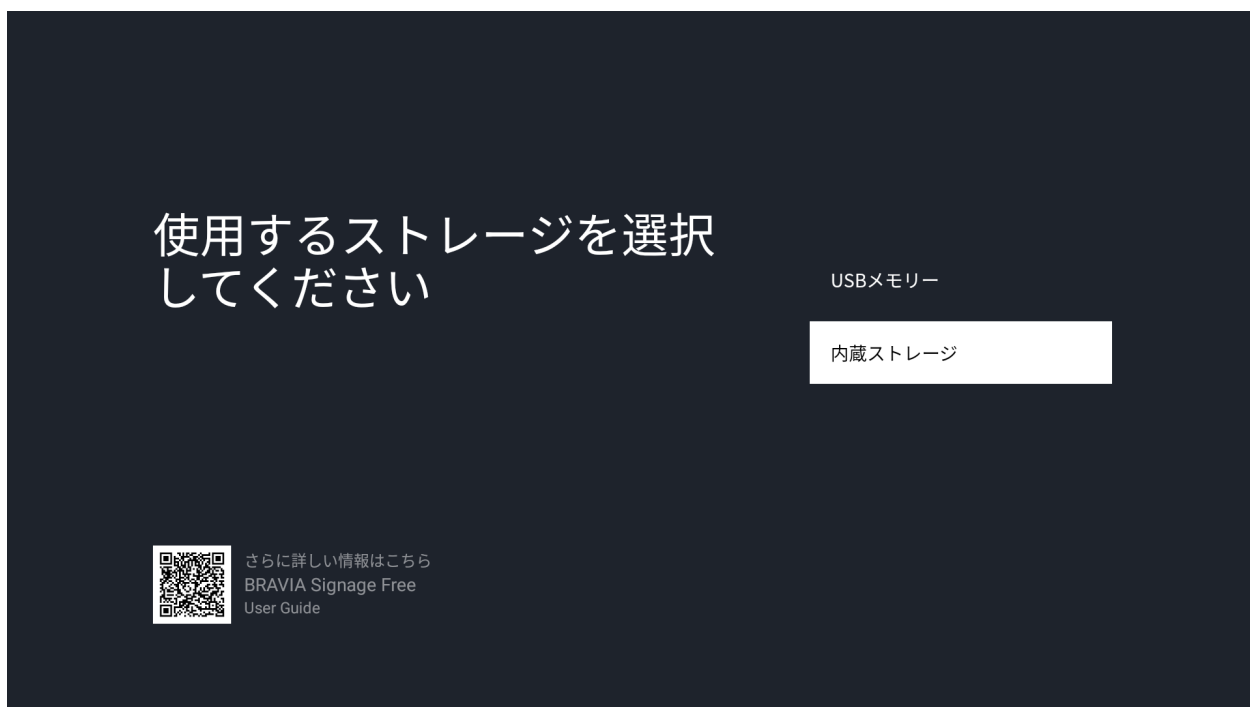 使用するストレージを選択
してください
USBメモリー
内蔵ストレージ
さらに詳しい情報はこちら
BRAVIA Signage Free
User Guide